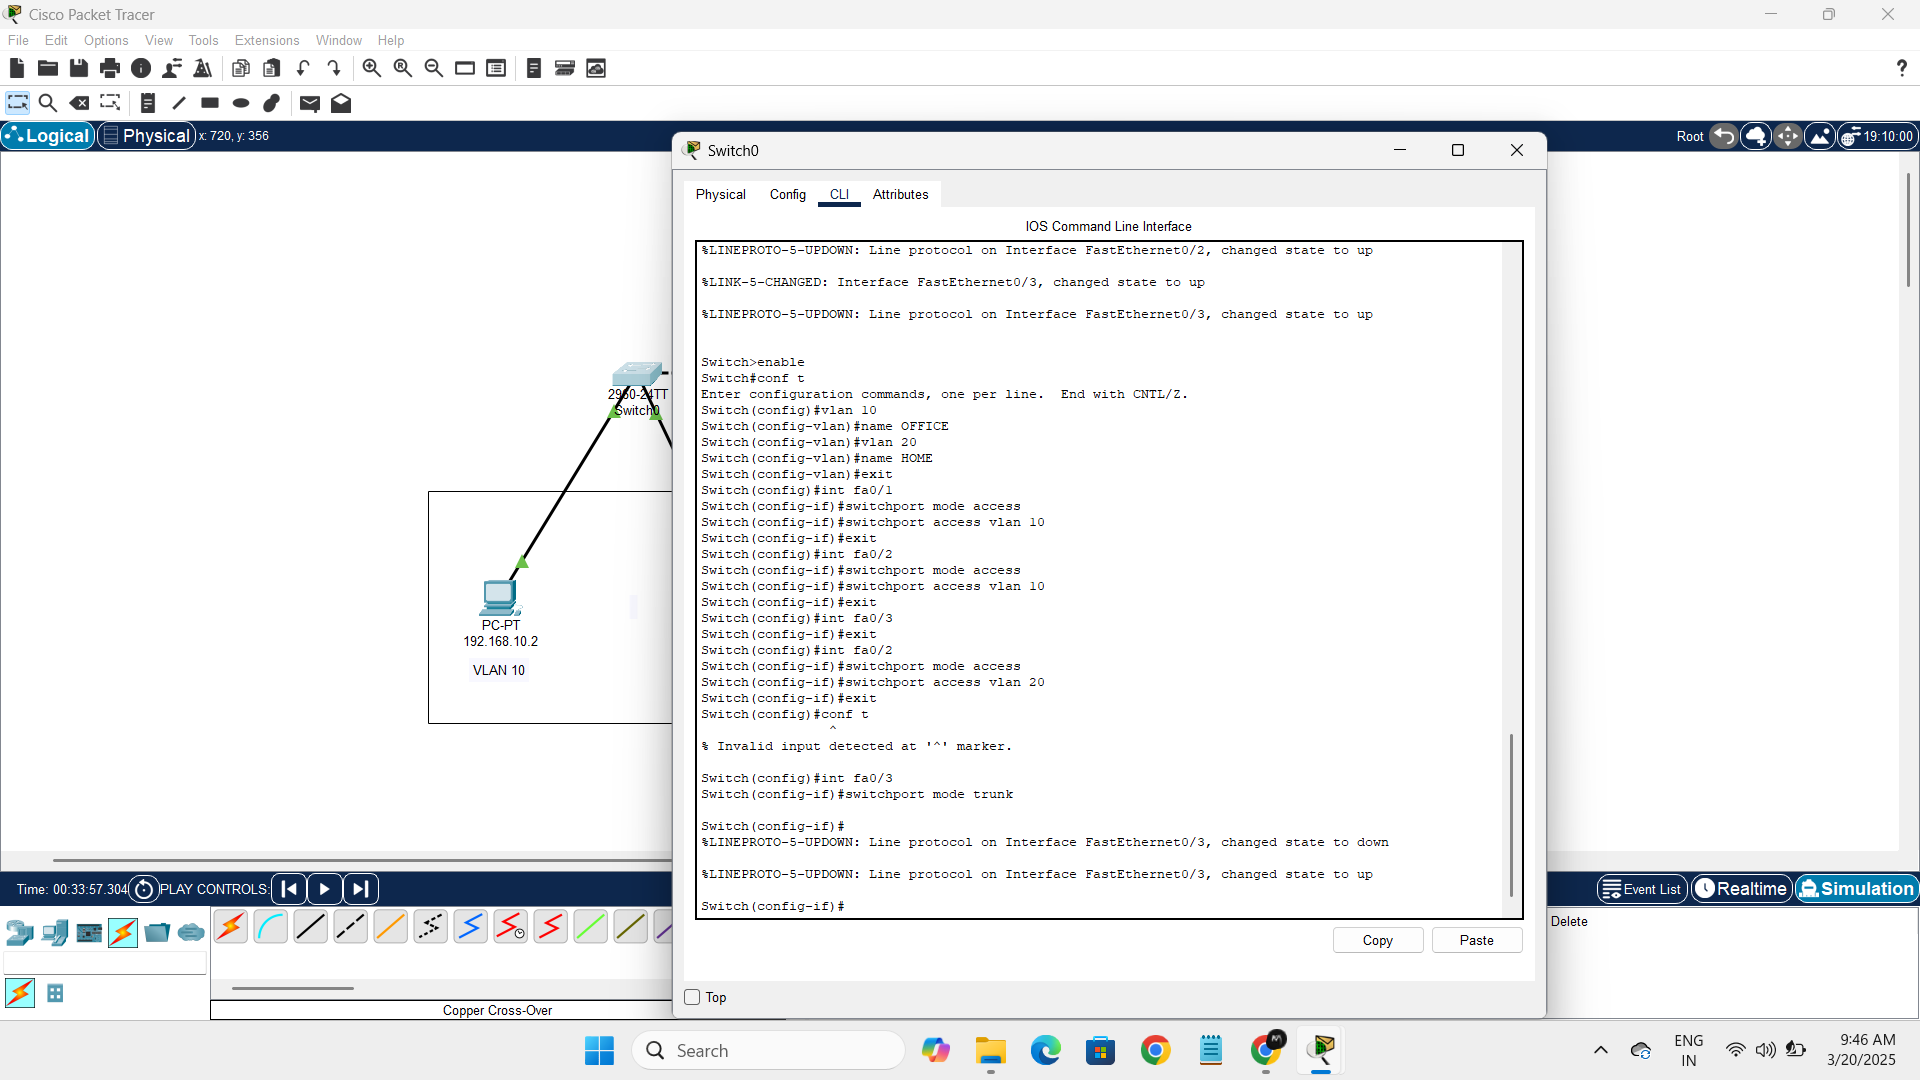 Cisco Packet Tracer
File Edit Options View Tools Extensions Window Help
Logical Physical x: 720, y: 356
Root 19:10:00
2960-24TT
Switch0
PC-PT
192.168.10.2
VLAN 10
Switch0
Physical Config CLI Attributes
IOS Command Line Interface
%LINEPROTO-5-UPDOWN: Line protocol on Interface FastEthernet0/2, changed state to up
%LINK-5-CHANGED: Interface FastEthernet0/3, changed state to up
%LINEPROTO-5-UPDOWN: Line protocol on Interface FastEthernet0/3, changed state to up
Switch>enable
Switch#conf t
Enter configuration commands, one per line.  End with CNTL/Z.
Switch(config)#vlan 10
Switch(config-vlan)#name OFFICE
Switch(config-vlan)#vlan 20
Switch(config-vlan)#name HOME
Switch(config-vlan)#exit
Switch(config)#int fa0/1
Switch(config-if)#switchport mode access
Switch(config-if)#switchport access vlan 10
Switch(config-if)#exit
Switch(config)#int fa0/2
Switch(config-if)#switchport mode access
Switch(config-if)#switchport access vlan 10
Switch(config-if)#exit
Switch(config)#int fa0/3
Switch(config-if)#exit
Switch(config)#int fa0/2
Switch(config-if)#switchport mode access
Switch(config-if)#switchport access vlan 20
Switch(config-if)#exit
Switch(config)#conf t
^
% Invalid input detected at '^' marker.
Switch(config)#int fa0/3
Switch(config-if)#switchport mode trunk
Switch(config-if)#
%LINEPROTO-5-UPDOWN: Line protocol on Interface FastEthernet0/3, changed state to down
%LINEPROTO-5-UPDOWN: Line protocol on Interface FastEthernet0/3, changed state to up
Switch(config-if)#
Copy Paste
Top
Time: 00:33:57.304 PLAY CONTROLS:
Event List Realtime Simulation
Delete
Copper Cross-Over
Search
ENG
IN
9:46 AM
3/20/2025